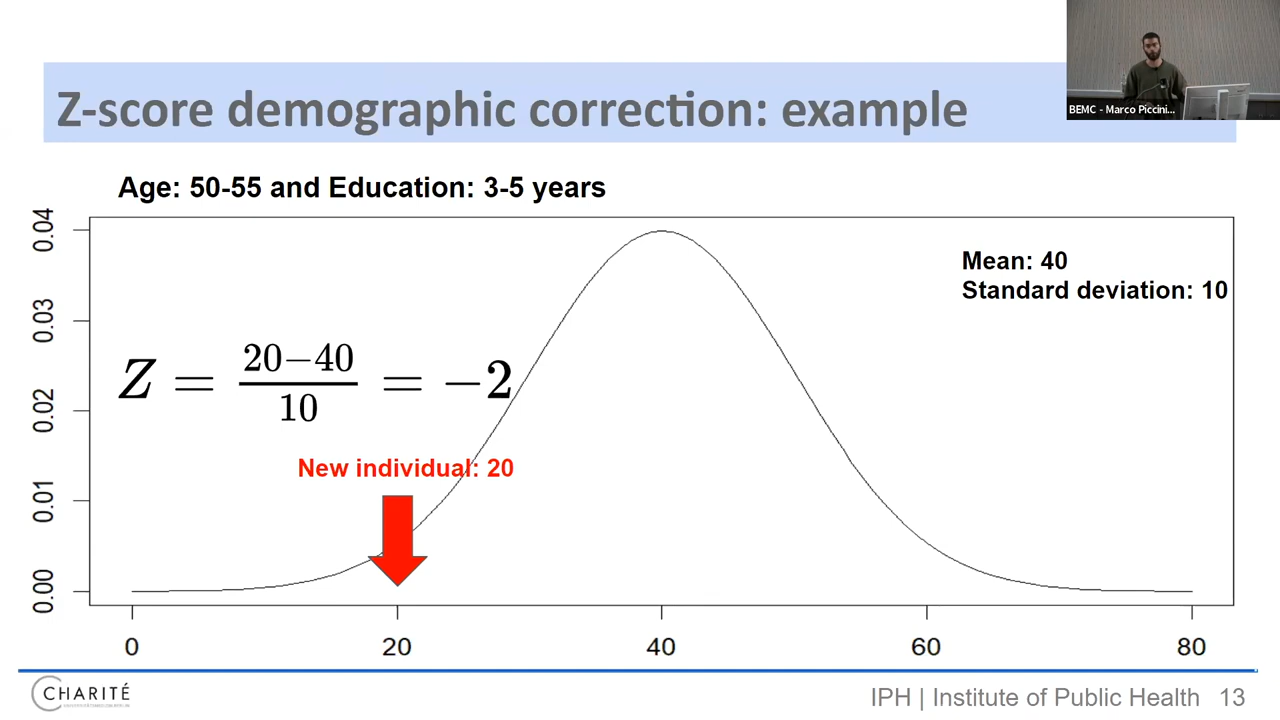 BEMC - Marco Piccini...
Z-score demographic correction: example
Age: 50-55 and Education: 3-5 years
Mean: 40
Standard deviation: 10
0.04
0.03
0.02
0.01
0.00
Z = (20−40)/10 = −2
New individual: 20
0 20 40 60 80
CHARITÉ
IPH | Institute of Public Health 13